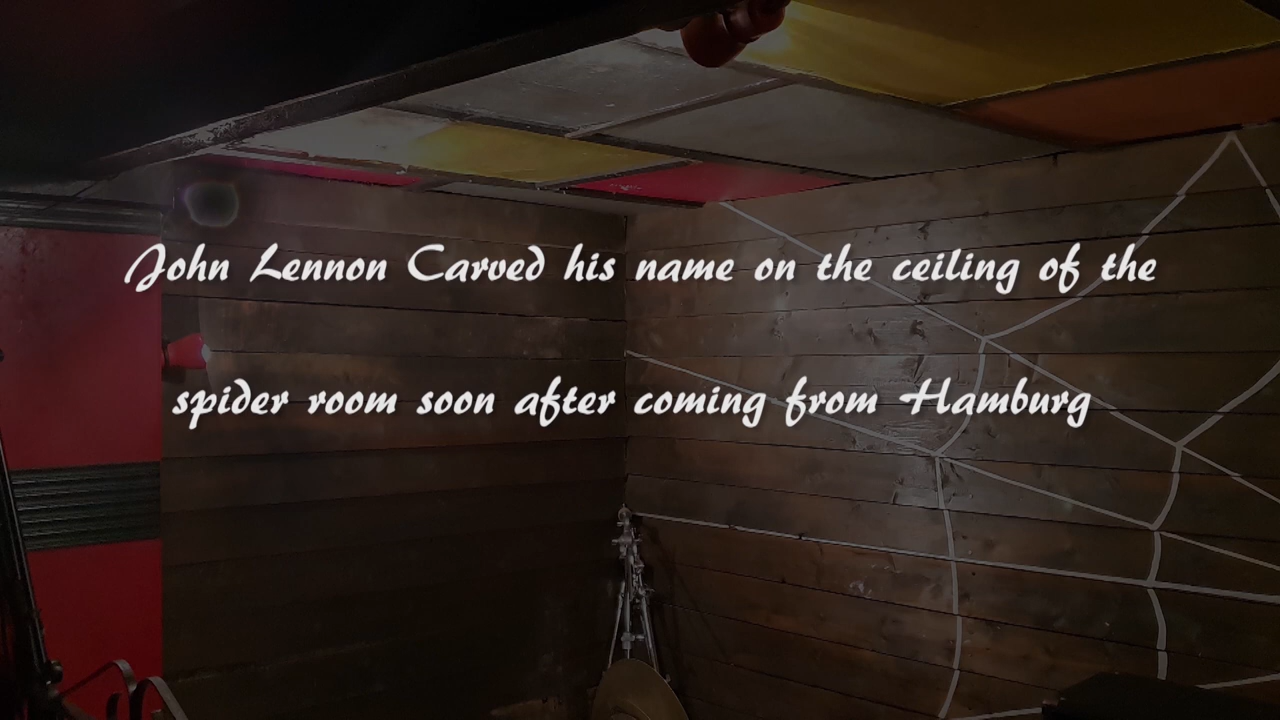 John Lennon Carved his name on the ceiling of the
spider room soon after coming from Hamburg